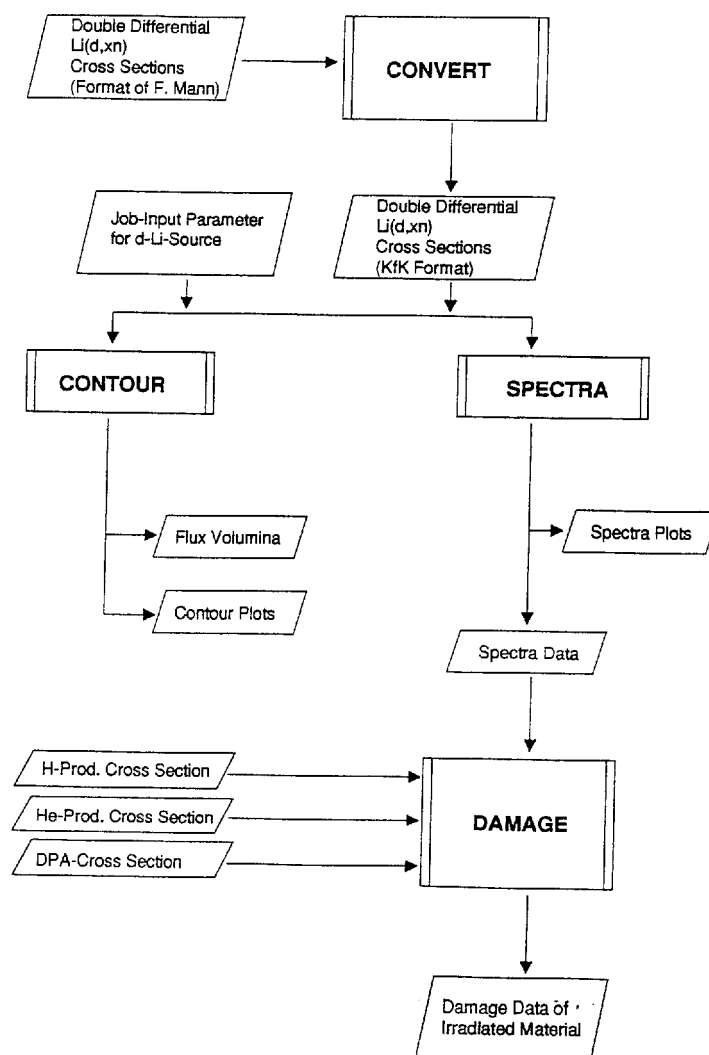 Double Differential
Li(d,xn)
Cross Sections
(Format of F. Mann)
CONVERT
Job-Input Parameter
for d-Li-Source
Double Differential
Li(d,xn)
Cross Sections
(KfK Format)
CONTOUR
SPECTRA
Flux Volumina
Spectra Plots
Contour Plots
Spectra Data
H-Prod. Cross Section
He-Prod. Cross Section
DPA-Cross Section
DAMAGE
Damage Data of
Irradiated Material